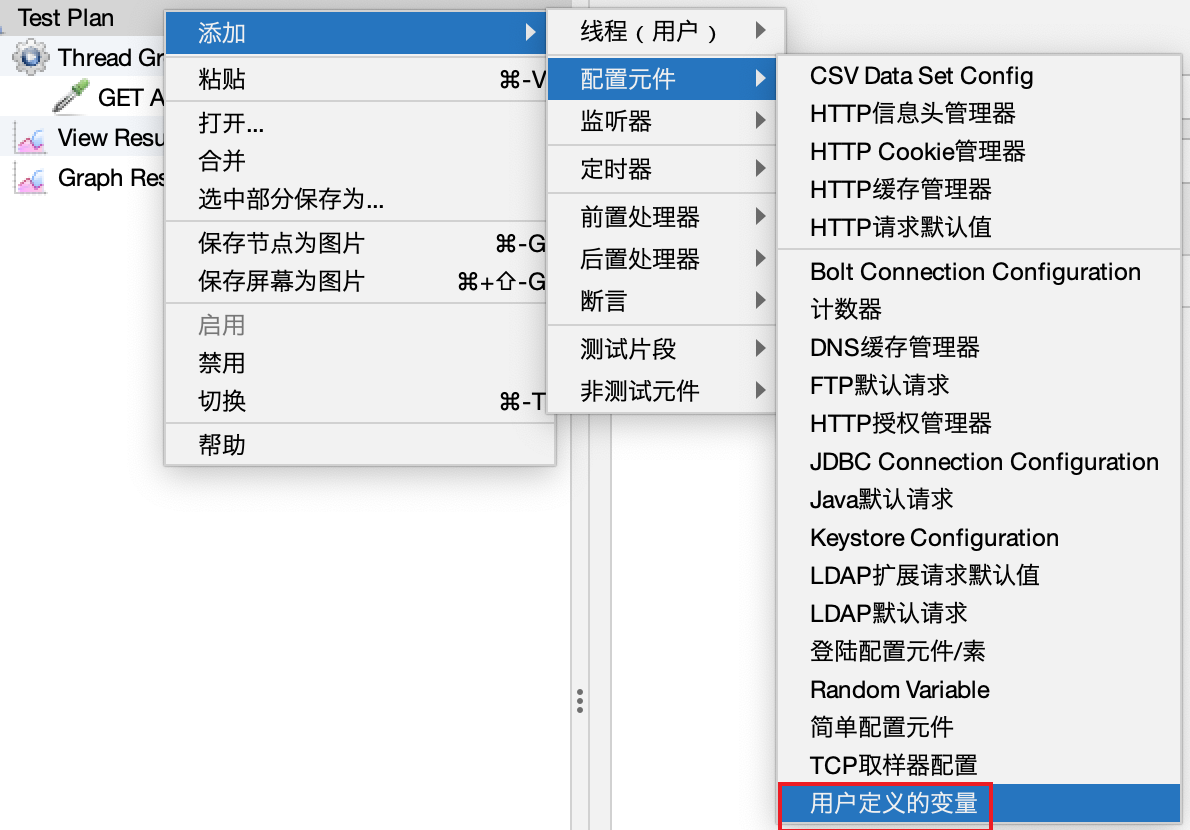 Test Plan
Thread Gr
GET A
View Resu
Graph Res
添加
粘贴 ⌘-V
打开...
合并
选中部分保存为...
保存节点为图片 ⌘-G
保存屏幕为图片 ⌘+⇧-G
启用
禁用
切换 ⌘-T
帮助
线程（用户）
配置元件
监听器
定时器
前置处理器
后置处理器
断言
测试片段
非测试元件
CSV Data Set Config
HTTP信息头管理器
HTTP Cookie管理器
HTTP缓存管理器
HTTP请求默认值
Bolt Connection Configuration
计数器
DNS缓存管理器
FTP默认请求
HTTP授权管理器
JDBC Connection Configuration
Java默认请求
Keystore Configuration
LDAP扩展请求默认值
LDAP默认请求
登陆配置元件/素
Random Variable
简单配置元件
TCP取样器配置
用户定义的变量